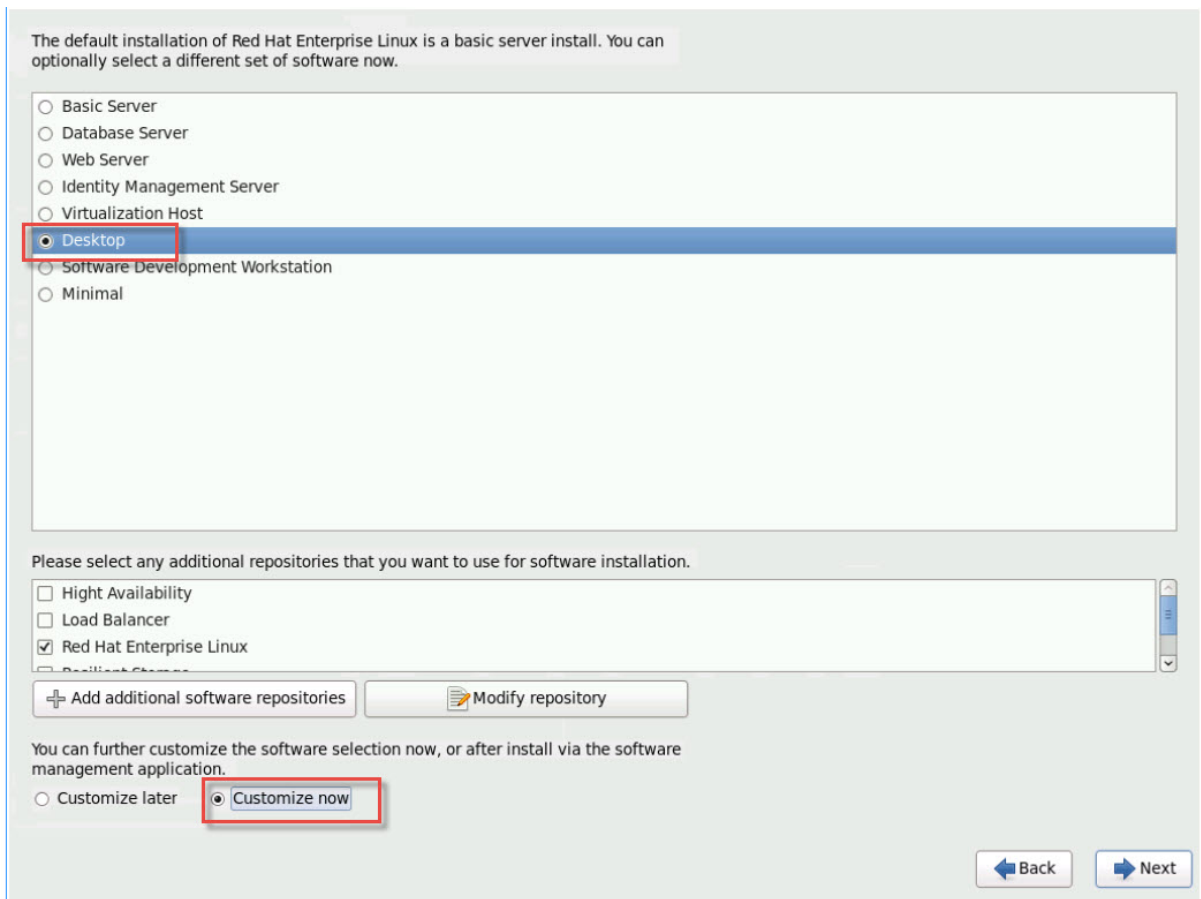 The default installation of Red Hat Enterprise Linux is a basic server install. You can
optionally select a different set of software now.
Basic Server
Database Server
Web Server
Identity Management Server
Virtualization Host
Desktop
Software Development Workstation
Minimal
Please select any additional repositories that you want to use for software installation.
Hight Availability
Load Balancer
Red Hat Enterprise Linux
Resilient Storage
Add additional software repositories
Modify repository
You can further customize the software selection now, or after install via the software
management application.
Customize later
Customize now
Back
Next